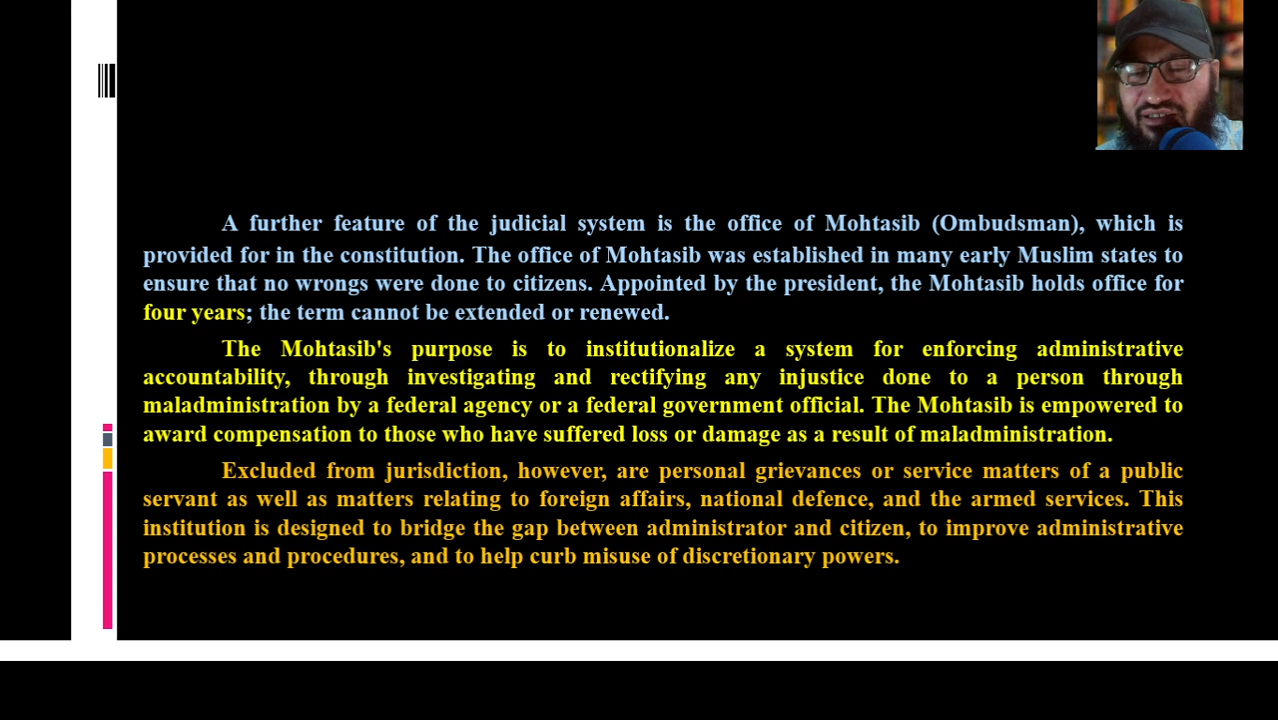 A further feature of the judicial system is the office of Mohtasib (Ombudsman), which is
provided for in the constitution. The office of Mohtasib was established in many early Muslim states to
ensure that no wrongs were done to citizens. Appointed by the president, the Mohtasib holds office for
four years; the term cannot be extended or renewed.
The Mohtasib's purpose is to institutionalize a system for enforcing administrative
accountability, through investigating and rectifying any injustice done to a person through
maladministration by a federal agency or a federal government official. The Mohtasib is empowered to
award compensation to those who have suffered loss or damage as a result of maladministration.
Excluded from jurisdiction, however, are personal grievances or service matters of a public
servant as well as matters relating to foreign affairs, national defence, and the armed services. This
institution is designed to bridge the gap between administrator and citizen, to improve administrative
processes and procedures, and to help curb misuse of discretionary powers.